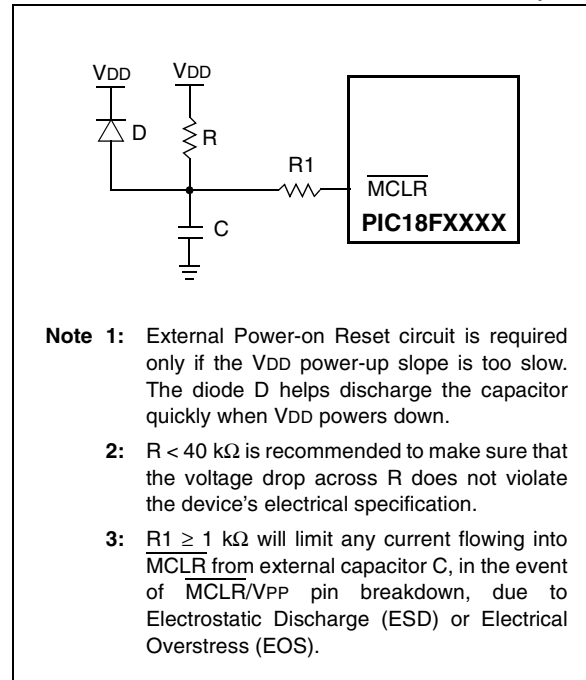 VDD VDD
D
R
R1
MCLR
PIC18FXXXX
C
Note 1: External Power-on Reset circuit is required
only if the VDD power-up slope is too slow.
The diode D helps discharge the capacitor
quickly when VDD powers down.
2: R < 40 kΩ is recommended to make sure that
the voltage drop across R does not violate
the device's electrical specification.
3: R1 ≥ 1 kΩ will limit any current flowing into
MCLR from external capacitor C, in the event
of MCLR/VPP pin breakdown, due to
Electrostatic Discharge (ESD) or Electrical
Overstress (EOS).